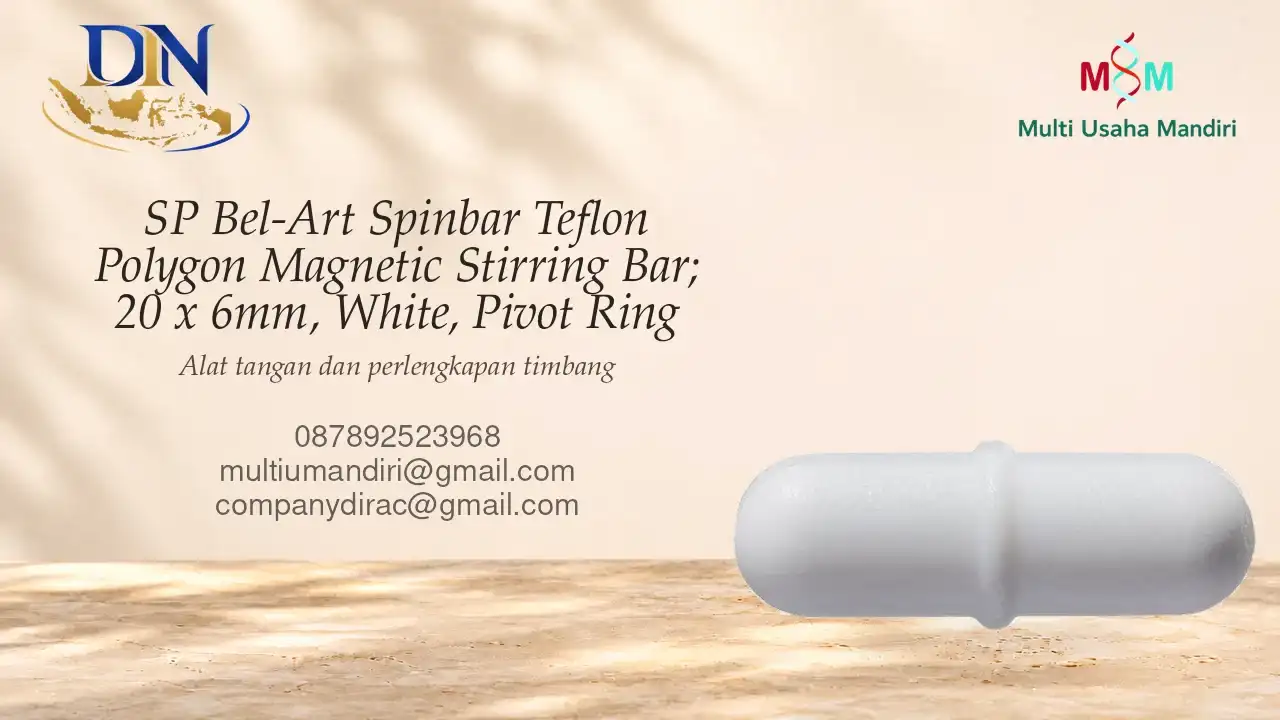 DIN
MSM
Multi Usaha Mandiri
SP Bel-Art Spinbar Teflon
Polygon Magnetic Stirring Bar;
20 x 6mm, White, Pivot Ring
Alat tangan dan perlengkapan timbang
087892523968
multiumandiri@gmail.com
companydirac@gmail.com